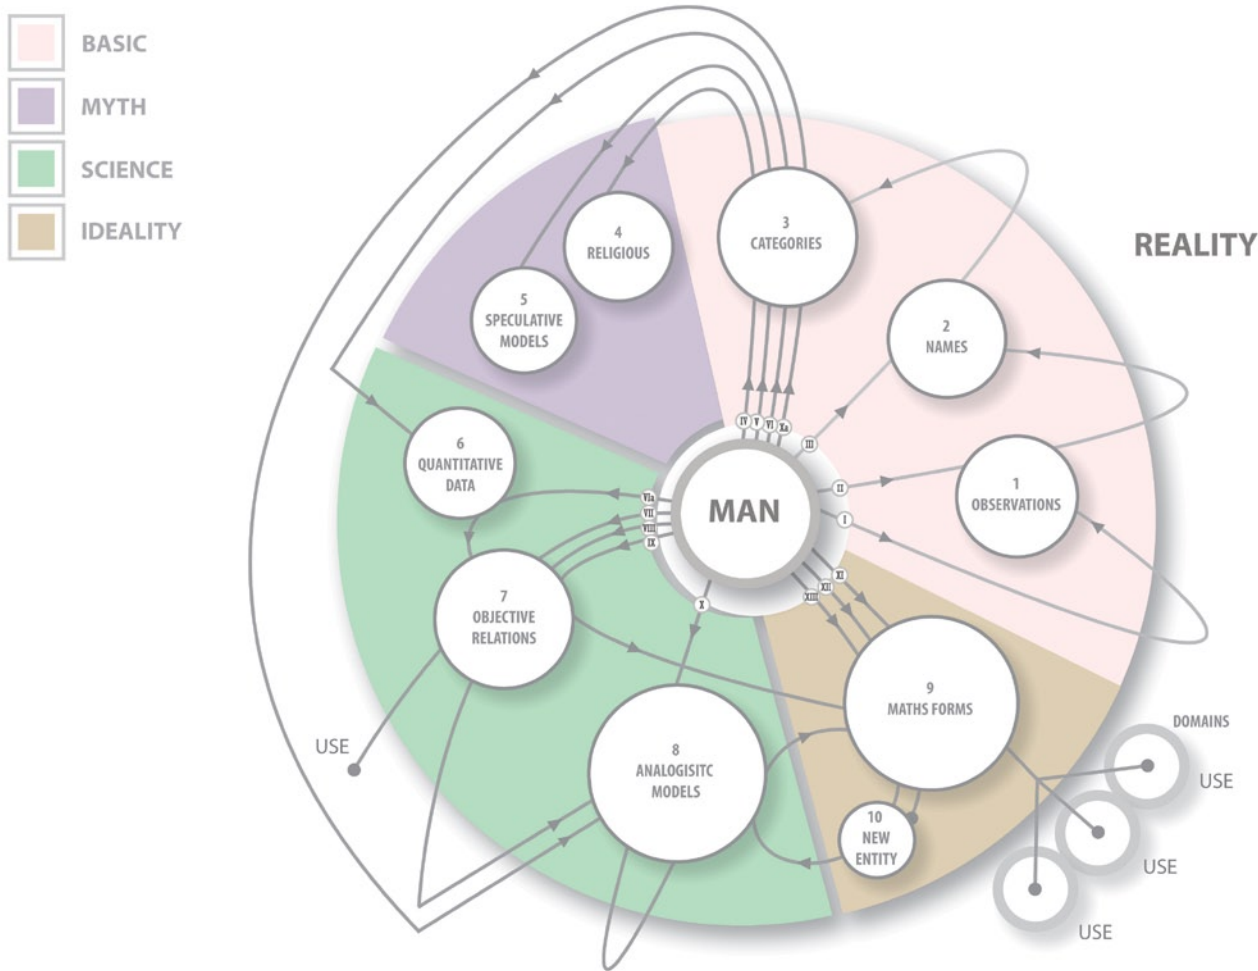 BASIC
MYTH
SCIENCE
IDEALITY
REALITY
3
CATEGORIES
4
RELIGIOUS
5
SPECULATIVE
MODELS
2
NAMES
1
OBSERVATIONS
6
QUANTITATIVE
DATA
MAN
IV
V
VI
Xa
III
II
I
VIa
VII
VIII
IX
X
XI
XII
XIII
7
OBJECTIVE
RELATIONS
8
ANALOGISITC
MODELS
9
MATHS FORMS
10
NEW
ENTITY
USE
DOMAINS
USE
USE
USE